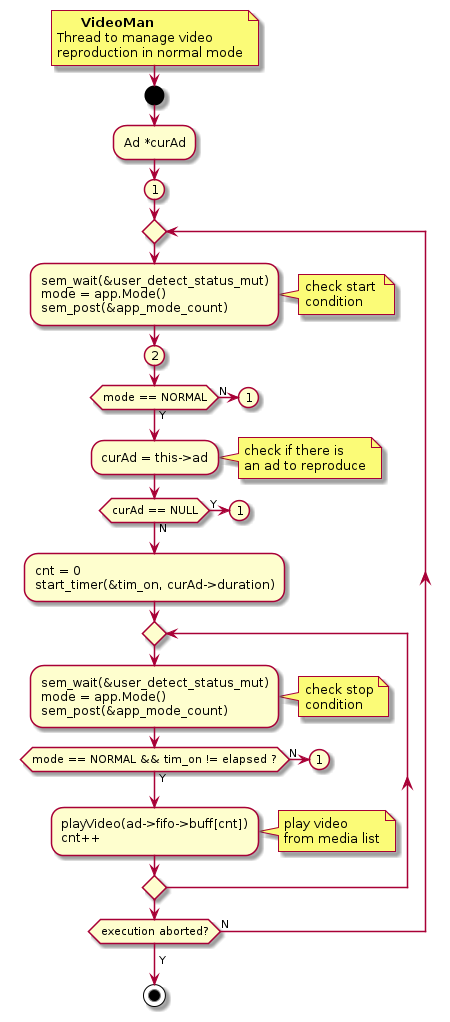 VideoMan
Thread to manage video
reproduction in normal mode
Ad *curAd
1
sem_wait(&user_detect_status_mut)
mode = app.Mode()
sem_post(&app_mode_count)
check start
condition
2
mode == NORMAL
N
1
Y
curAd = this->ad
check if there is
an ad to reproduce
curAd == NULL
Y
1
N
cnt = 0
start_timer(&tim_on, curAd->duration)
sem_wait(&user_detect_status_mut)
mode = app.Mode()
sem_post(&app_mode_count)
check stop
condition
mode == NORMAL && tim_on != elapsed ?
N
1
Y
playVideo(ad->fifo->buff[cnt])
cnt++
play video
from media list
execution aborted?
N
Y